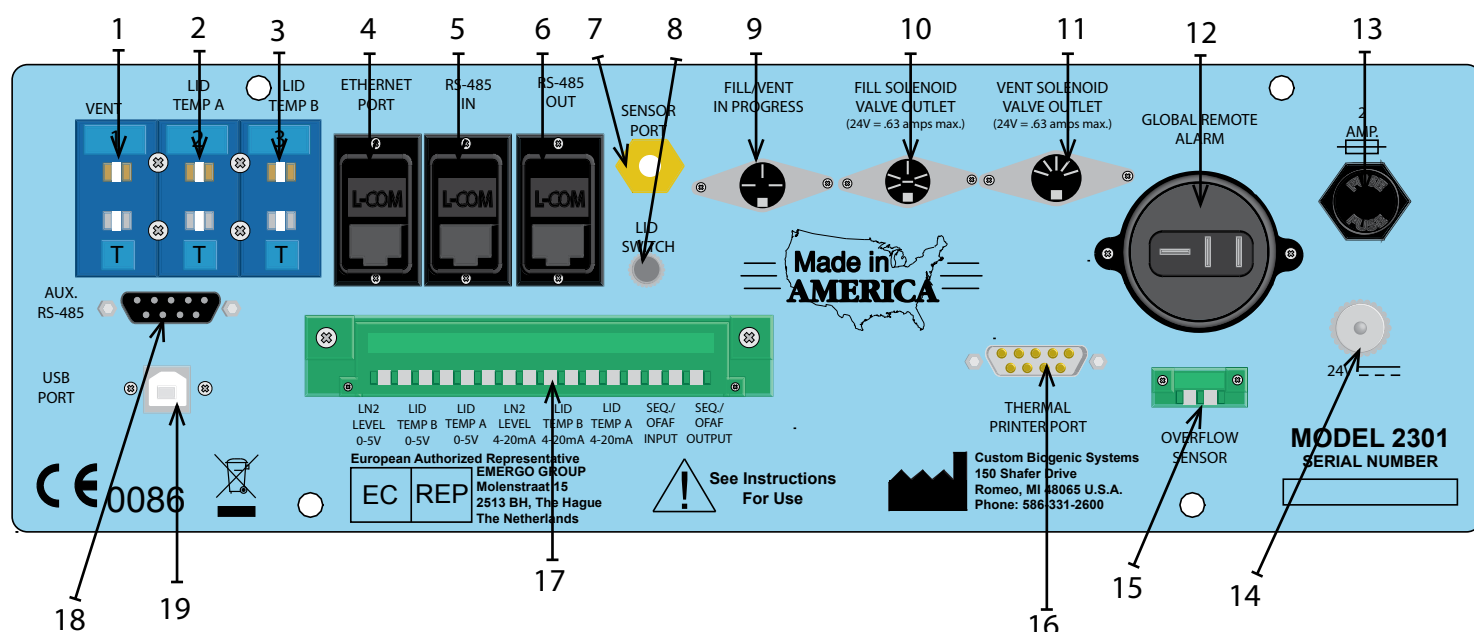 1
2
3
4
5
6
7
8
9
10
11
12
13
VENT
LID
TEMP A
LID
TEMP B
ETHERNET
PORT
RS-485
IN
RS-485
OUT
SENSOR
PORT
FILL/VENT
IN PROGRESS
FILL SOLENOID
VALVE OUTLET
(24V = .63 amps max.)
VENT SOLENOID
VALVE OUTLET
(24V = .63 amps max.)
GLOBAL REMOTE
ALARM
2
AMP.
1
2
3
T
T
T
L-COM
L-COM
L-COM
LID
SWITCH
FUSE
FUSE
Made in
AMERICA
AUX.
RS-485
USB
PORT
LN2
LEVEL
0-5V
LID
TEMP B
0-5V
LID
TEMP A
0-5V
LN2
LEVEL
4-20mA
LID
TEMP B
4-20mA
LID
TEMP A
4-20mA
SEQ./
OFAF
INPUT
SEQ./
OFAF
OUTPUT
THERMAL
PRINTER PORT
OVERFLOW
SENSOR
24V
MODEL 2301
SERIAL NUMBER
CE
0086
European Authorized Representative
EC REP
EMERGO GROUP
Molenstraat 15
2513 BH, The Hague
The Netherlands
See Instructions
For Use
Custom Biogenic Systems
150 Shafer Drive
Romeo, MI 48065 U.S.A.
Phone: 586-331-2600
18
19
17
16
15
14